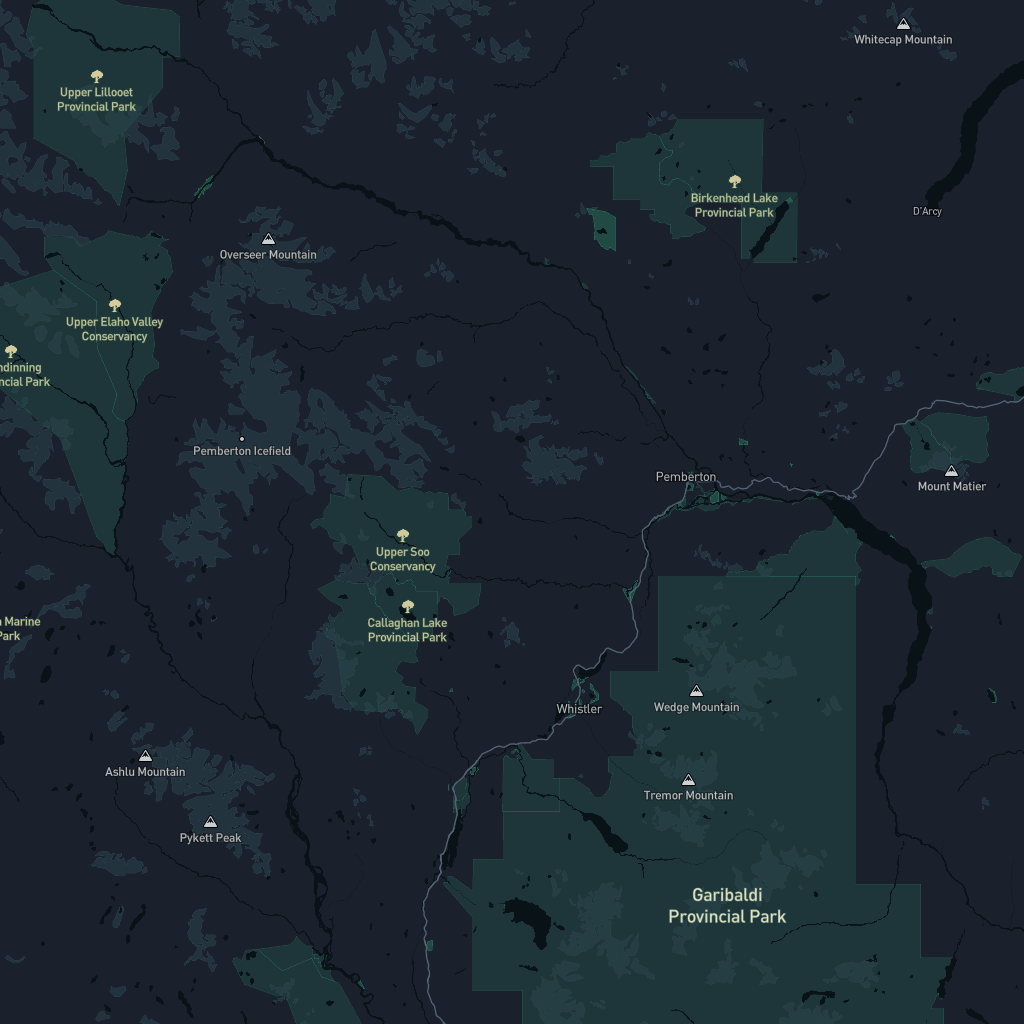 Whitecap Mountain
Upper Lillooet
Provincial Park
Birkenhead Lake
Provincial Park
D'Arcy
Overseer Mountain
Upper Elaho Valley
Conservancy
ndinning
ncial Park
Pemberton Icefield
Pemberton
Mount Matier
Upper Soo
Conservancy
Callaghan Lake
Provincial Park
Marine
Park
Wedge Mountain
Whistler
Ashlu Mountain
Tremor Mountain
Pykett Peak
Garibaldi
Provincial Park